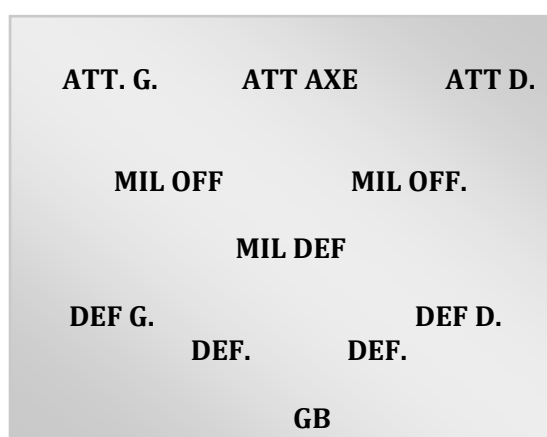 ATT. G. ATT AXE ATT D.
MIL OFF MIL OFF.
MIL DEF
DEF G. DEF D.
DEF. DEF.
GB